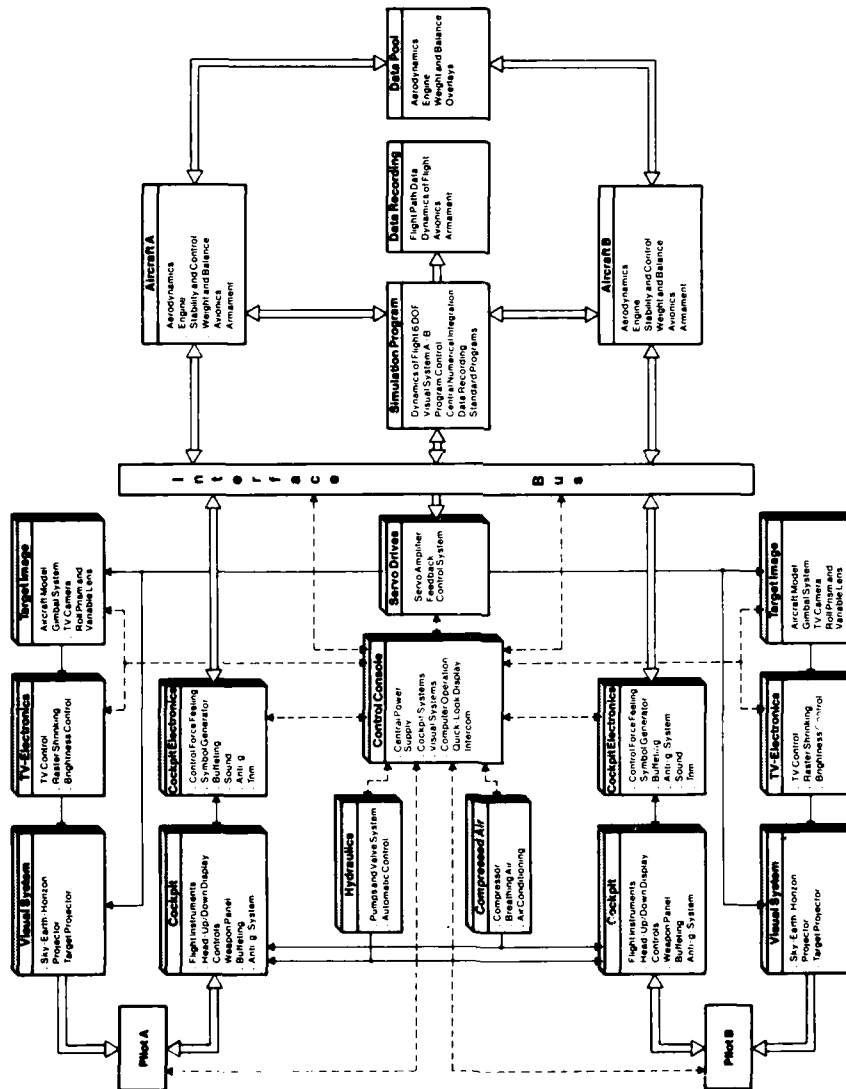 Visual System
Sky-Earth-Horizon
Projector
Target Projector
TV-Electronics
TV Control
Raster Shrinking
Brightness Control
Target Image
Aircraft Model
Gimbal System
TV Camera
Roll Prism and
Variable Lens
Pilot A
Cockpit
Flight Instruments
Head-Up/Down Display
Controls
Weapon Panel
Buffeting
Anti-g System
Cockpit Electronics
Control Force Feeling
Symbol Generator
Buffeting
Sound
Anti-g
Trim
Hydraulics
Pumps and Valve System
Automatic Control
Compressed Air
Compressor
Breathing Air
Air Conditioning
Control Console
Central Power
Supply
Cockpit Systems
Visual Systems
Computer Operation
Quick Look Display
Intercom
Servo Drives
Servo Amplifier
Feedback
Control System
Interface Bus
Aircraft A
Aerodynamics
Engine
Stability and Control
Weight and Balance
Avionics
Armament
Simulation Program
Dynamics of Flight 6 DOF
Visual System A - B
Program Control
Central Numerical Integration
Data Recording
Standard Programs
Data Recording
Flight Path Data
Dynamics of Flight
Avionics
Armament
Data Pool
Aerodynamics
Engine
Weight and Balance
Overlays
Aircraft B
Aerodynamics
Engine
Stability and Control
Weight and Balance
Avionics
Armament
Pilot B
Cockpit
Flight Instruments
Head-Up/Down Display
Controls
Weapon Panel
Buffeting
Anti-g System
Cockpit Electronics
Control Force Feeling
Symbol Generator
Buffeting
Anti-g System
Sound
Trim
Visual System
Sky-Earth-Horizon
Projector
Target Projector
TV-Electronics
TV Control
Raster Shrinking
Brightness Control
Target Image
Aircraft Model
Gimbal System
TV Camera
Roll Prism and
Variable Lens